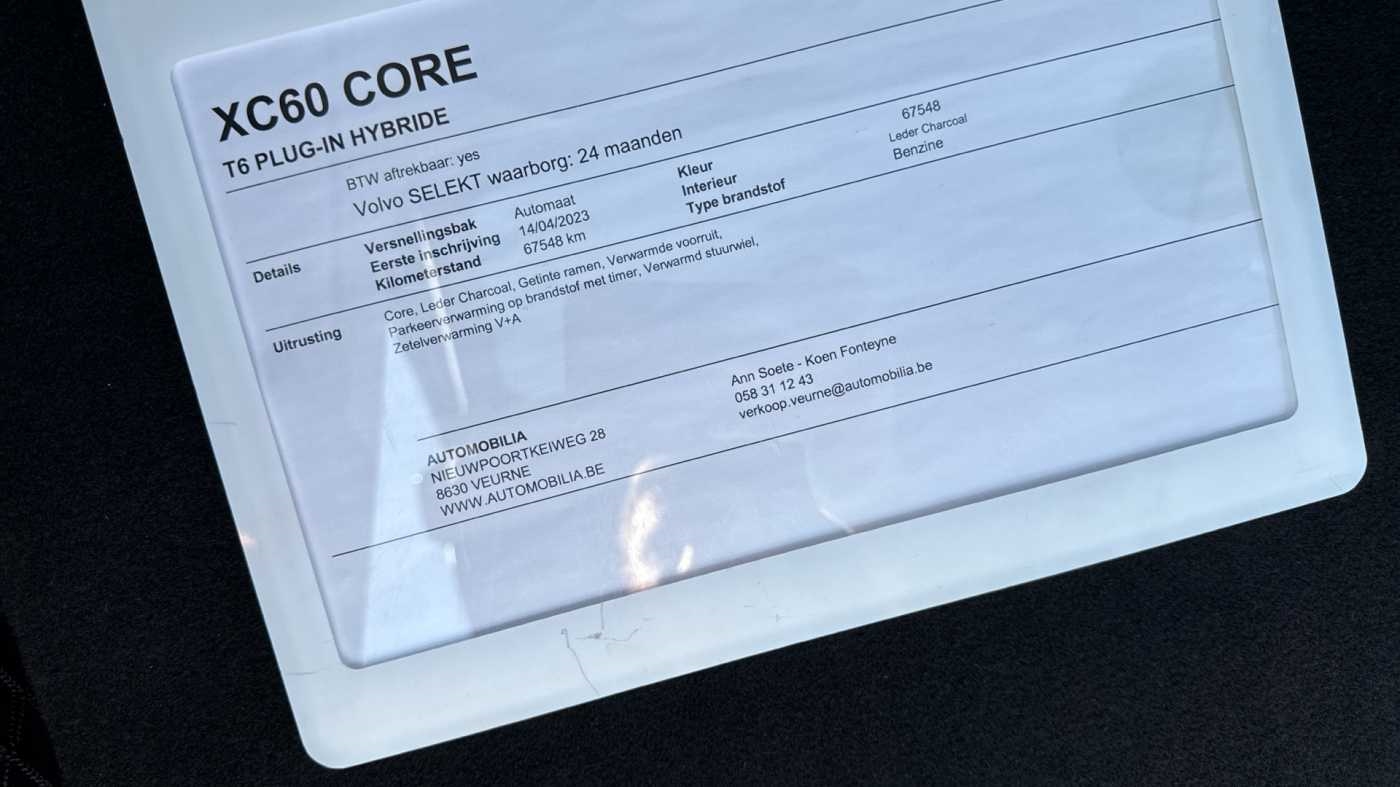 XC60 CORE
T6 PLUG-IN HYBRIDE
BTW aftrekbaar: yes
Volvo SELEKT waarborg: 24 maanden
Details
Versnellingsbak Automaat
Eerste inschrijving 14/04/2023
Kilometerstand 67548 km
Kleur 67548
Interieur Leder Charcoal
Type brandstof Benzine
Uitrusting
Core, Leder Charcoal, Getinte ramen, Verwarmde voorruit,
Parkeerverwarming op brandstof met timer, Verwarmd stuurwiel,
Zetelverwarming V+A
AUTOMOBILIA
NIEUWPOORTKEIWEG 28
8630 VEURNE
WWW.AUTOMOBILIA.BE
Ann Soete - Koen Fonteyne
058 31 12 43
verkoop.veurne@automobilia.be